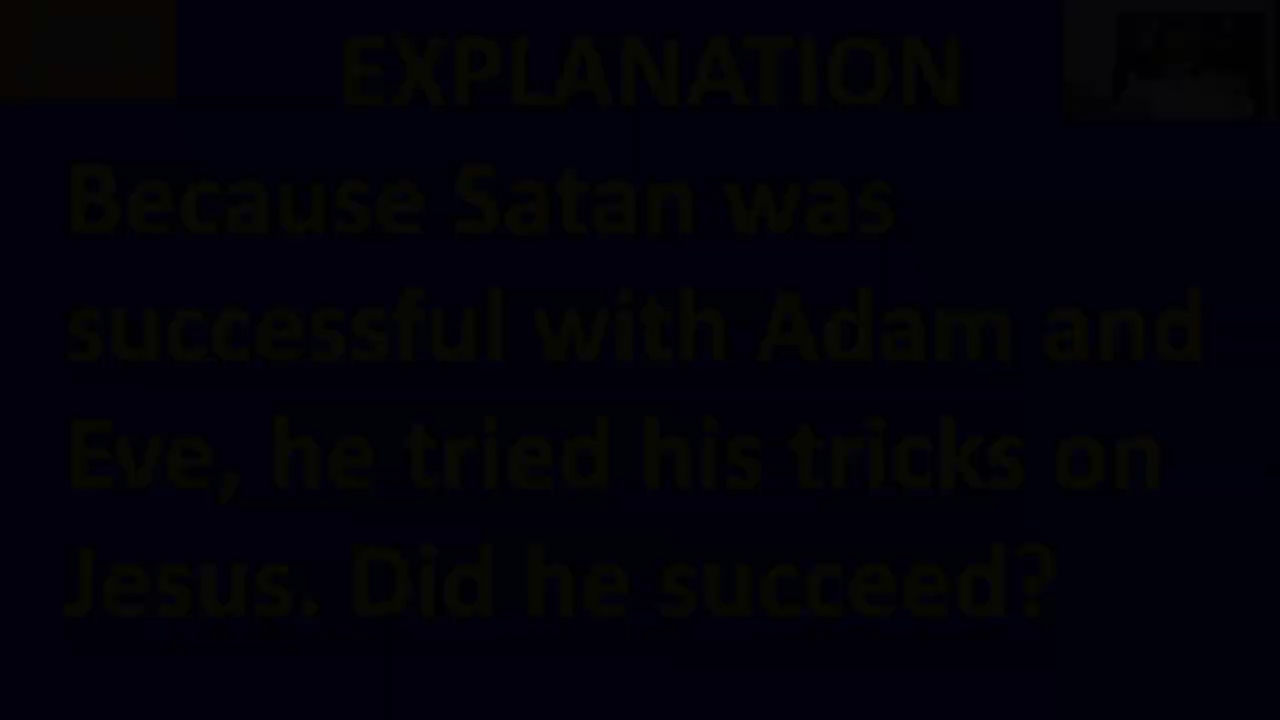 EXPLANATION
Because Satan was
successful with Adam and
Eve, he tried his tricks on
Jesus. Did he succeed?